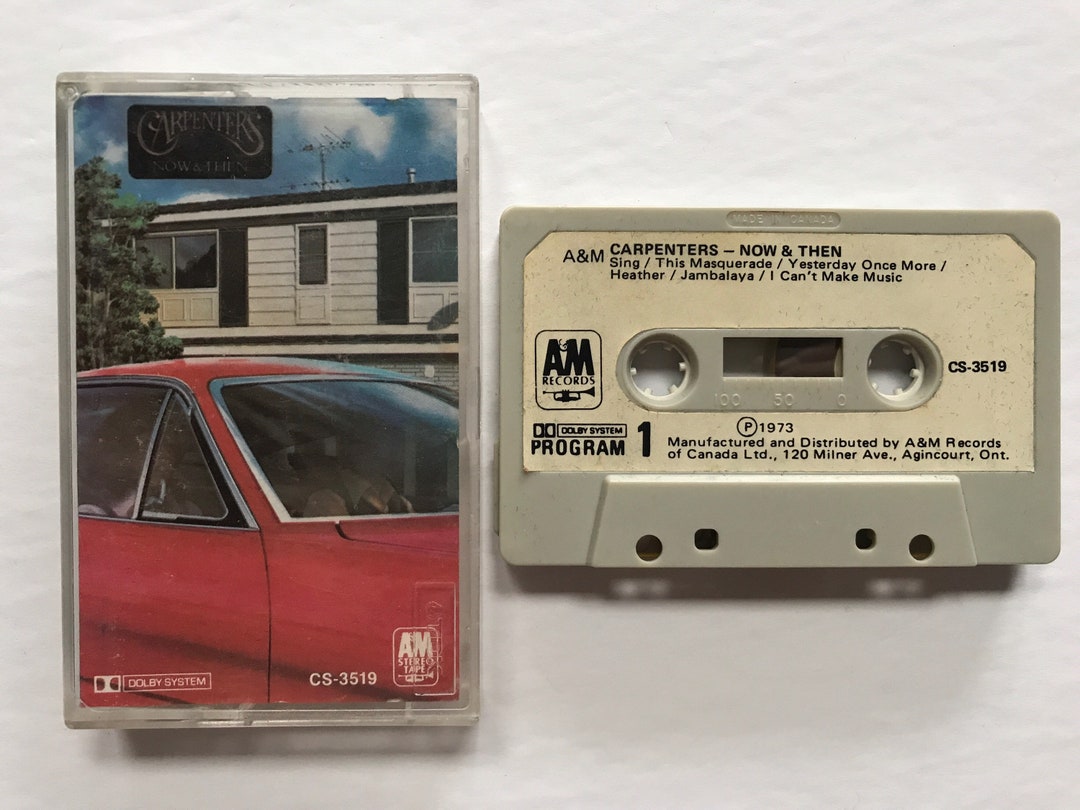 CARPENTERS
NOW & THEN
DOLBY SYSTEM
CS-3519
A&M
STEREO
TAPE
MADE IN CANADA
A&M CARPENTERS – NOW & THEN
Sing / This Masquerade / Yesterday Once More /
Heather / Jambalaya / I Can't Make Music
A&M
RECORDS
CS-3519
100 50 0
DOLBY SYSTEM
PROGRAM 1
Ⓟ1973
Manufactured and Distributed by A&M Records
of Canada Ltd., 120 Milner Ave., Agincourt, Ont.